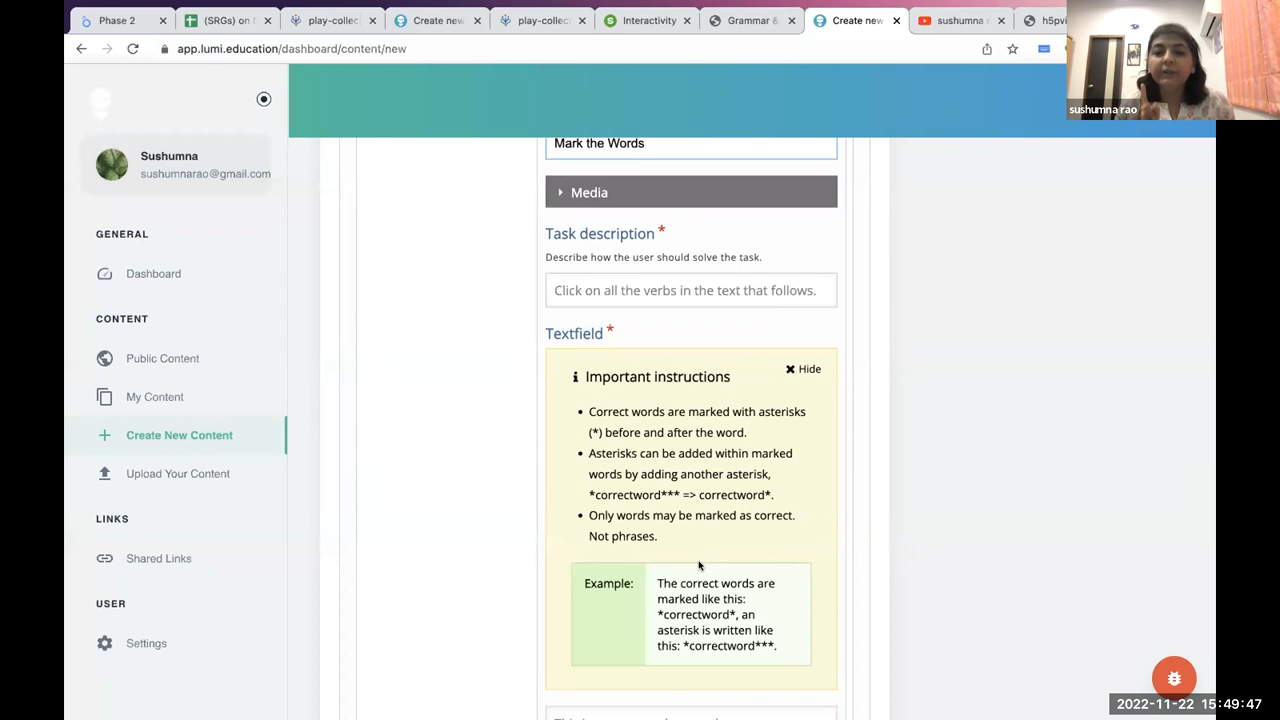 Phase 2
(SRGs) on
play-collect
Create new
play-collect
Interactivity
Grammar &
Create new
sushumna r
h5pvi
app.lumi.education/dashboard/content/new
sushumna rao
Sushumna
sushumnarao@gmail.com
GENERAL
Dashboard
CONTENT
Public Content
My Content
Create New Content
Upload Your Content
LINKS
Shared Links
USER
Settings
Mark the Words
Media
Task description *
Describe how the user should solve the task.
Click on all the verbs in the text that follows.
Textfield *
Important instructions
Hide
• Correct words are marked with asterisks
(*) before and after the word.
• Asterisks can be added within marked
words by adding another asterisk,
*correctword*** => correctword*.
• Only words may be marked as correct.
Not phrases.
Example:
The correct words are
marked like this:
*correctword*, an
asterisk is written like
this: *correctword***.
2022-11-22 15:49:47